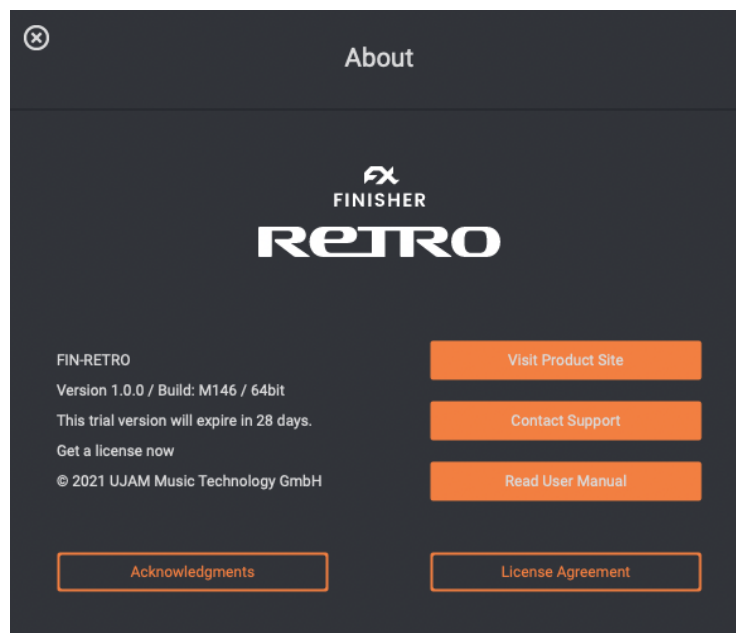 About
FX
FINISHER
RETRO
FIN-RETRO
Version 1.0.0 / Build: M146 / 64bit
This trial version will expire in 28 days.
Get a license now
© 2021 UJAM Music Technology GmbH
Visit Product Site
Contact Support
Read User Manual
Acknowledgments
License Agreement